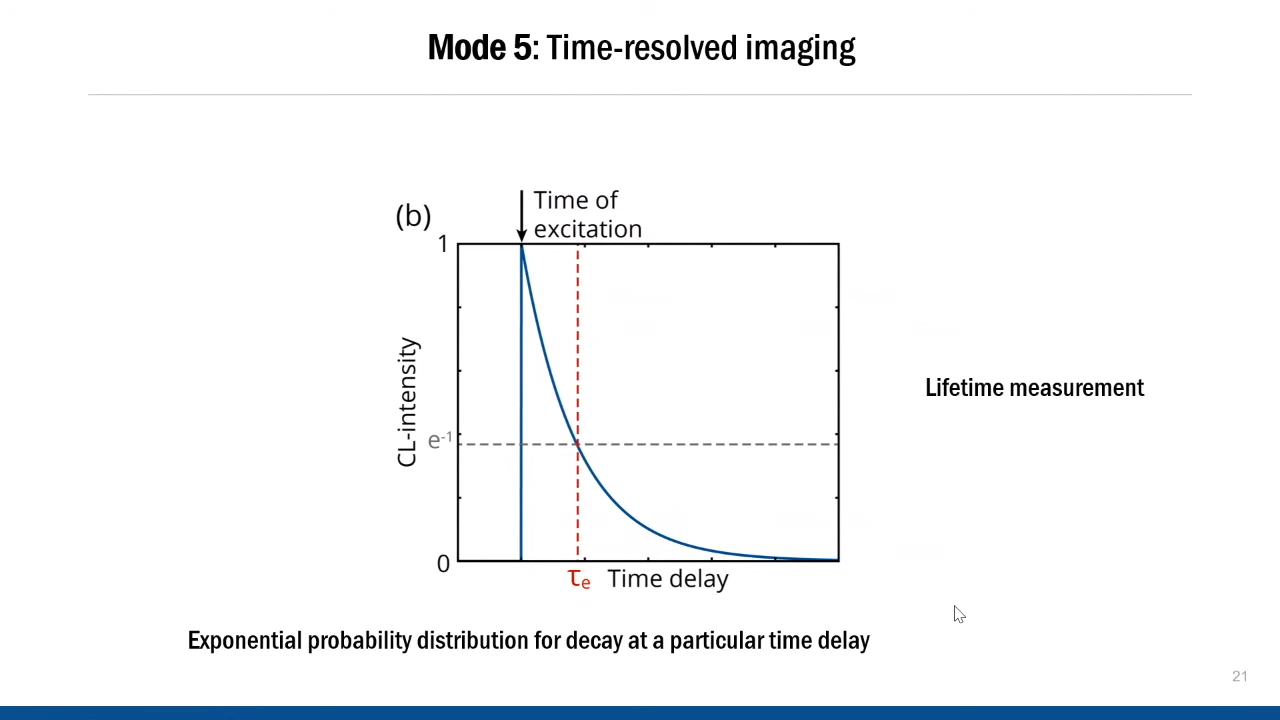 Mode 5: Time-resolved imaging
(b)
Time of
excitation
1
CL-intensity
e-1
0
τe
Time delay
Lifetime measurement
Exponential probability distribution for decay at a particular time delay
21